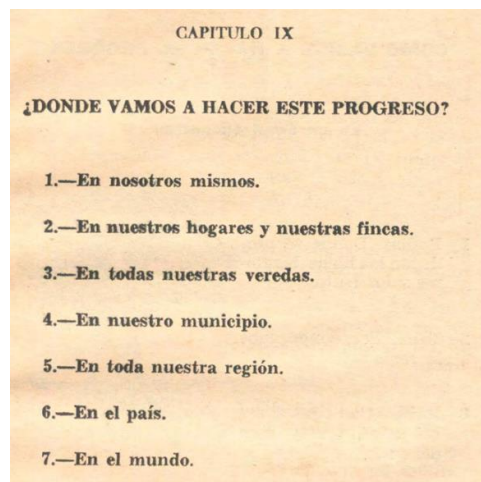 CAPITULO IX
¿DONDE VAMOS A HACER ESTE PROGRESO?
1.—En nosotros mismos.
2.—En nuestros hogares y nuestras fincas.
3.—En todas nuestras veredas.
4.—En nuestro municipio.
5.—En toda nuestra región.
6.—En el país.
7.—En el mundo.